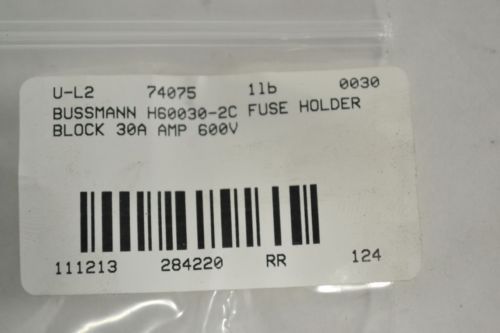 U-L2 74075 1lb 0030
BUSSMANN H60030-2C FUSE HOLDER
BLOCK 30A AMP 600V
111213 284220 RR 124